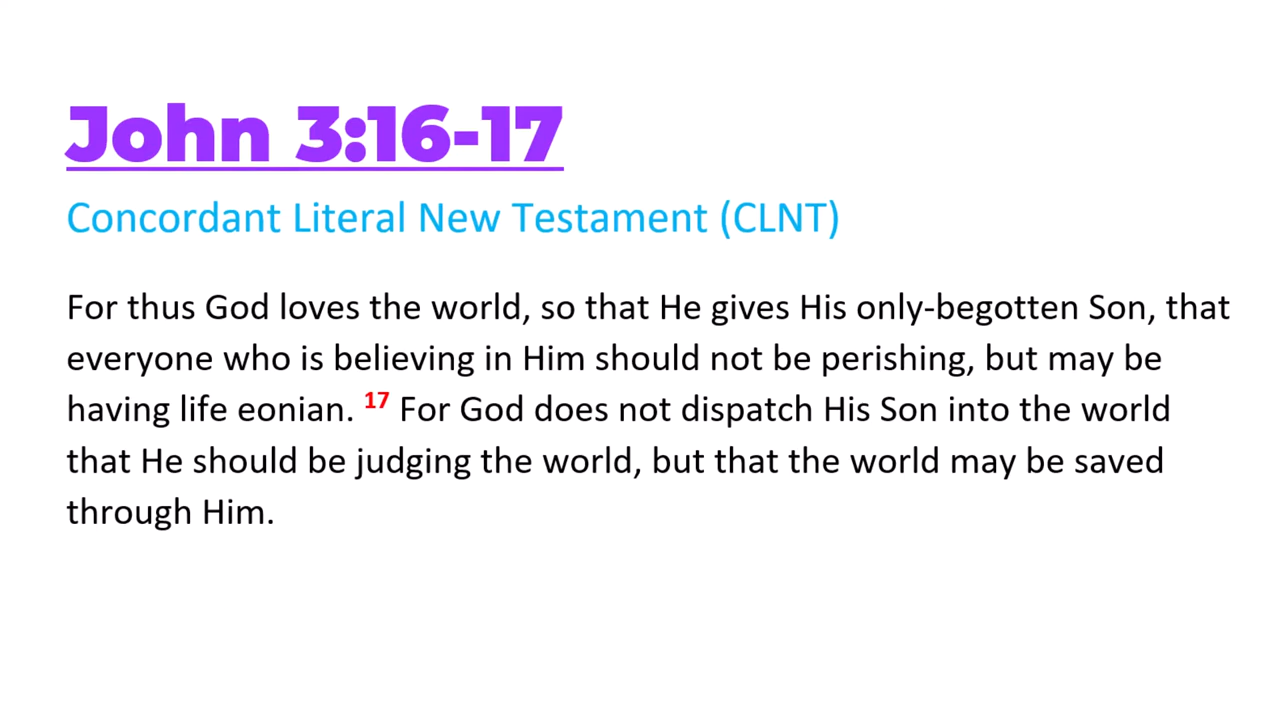 John 3:16-17
Concordant Literal New Testament (CLNT)
For thus God loves the world, so that He gives His only-begotten Son, that
everyone who is believing in Him should not be perishing, but may be
having life eonian. 17 For God does not dispatch His Son into the world
that He should be judging the world, but that the world may be saved
through Him.